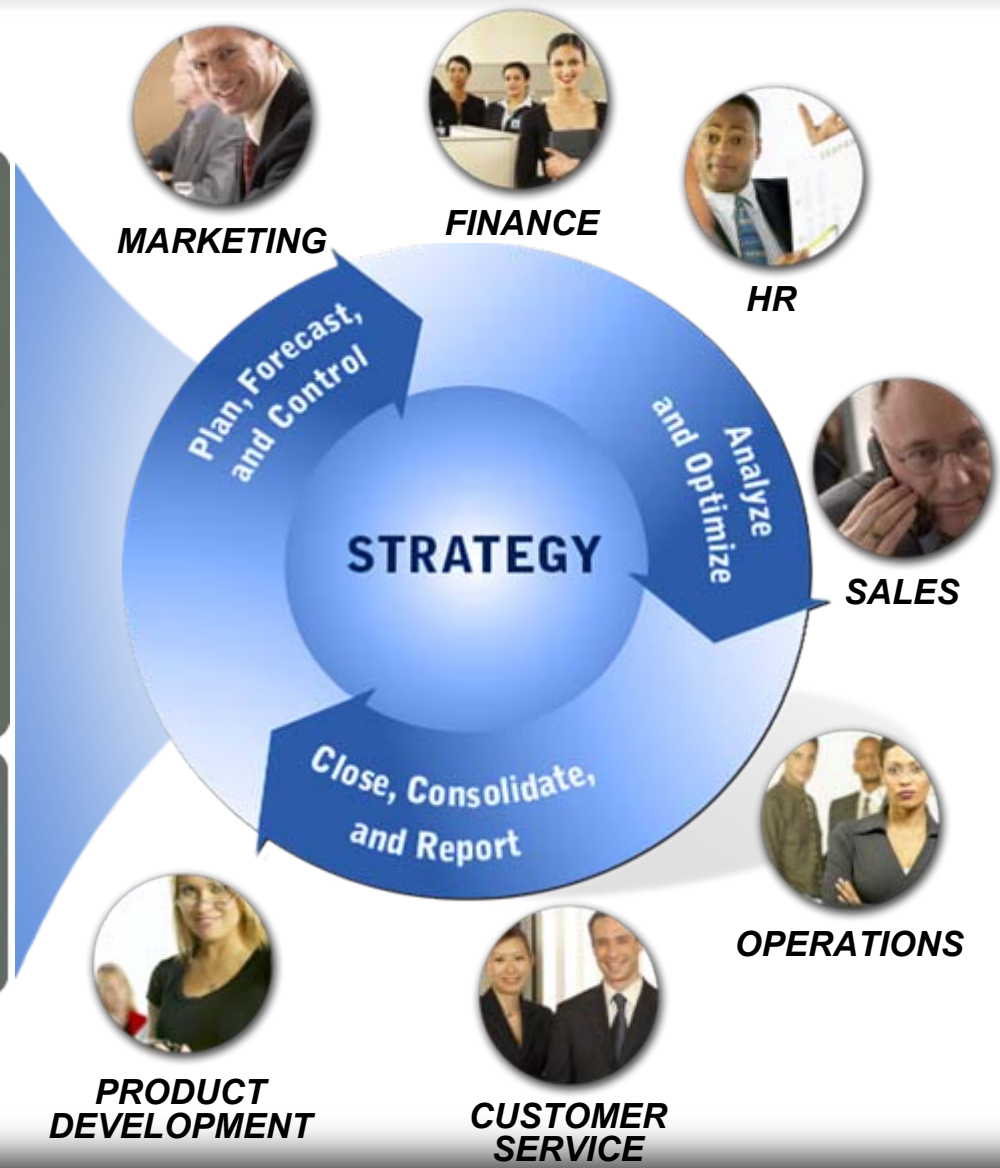 MARKETING
FINANCE
HR
Plan, Forecast,
and Control
Analyze
and Optimize
STRATEGY
SALES
Close, Consolidate,
and Report
OPERATIONS
PRODUCT
DEVELOPMENT
CUSTOMER
SERVICE